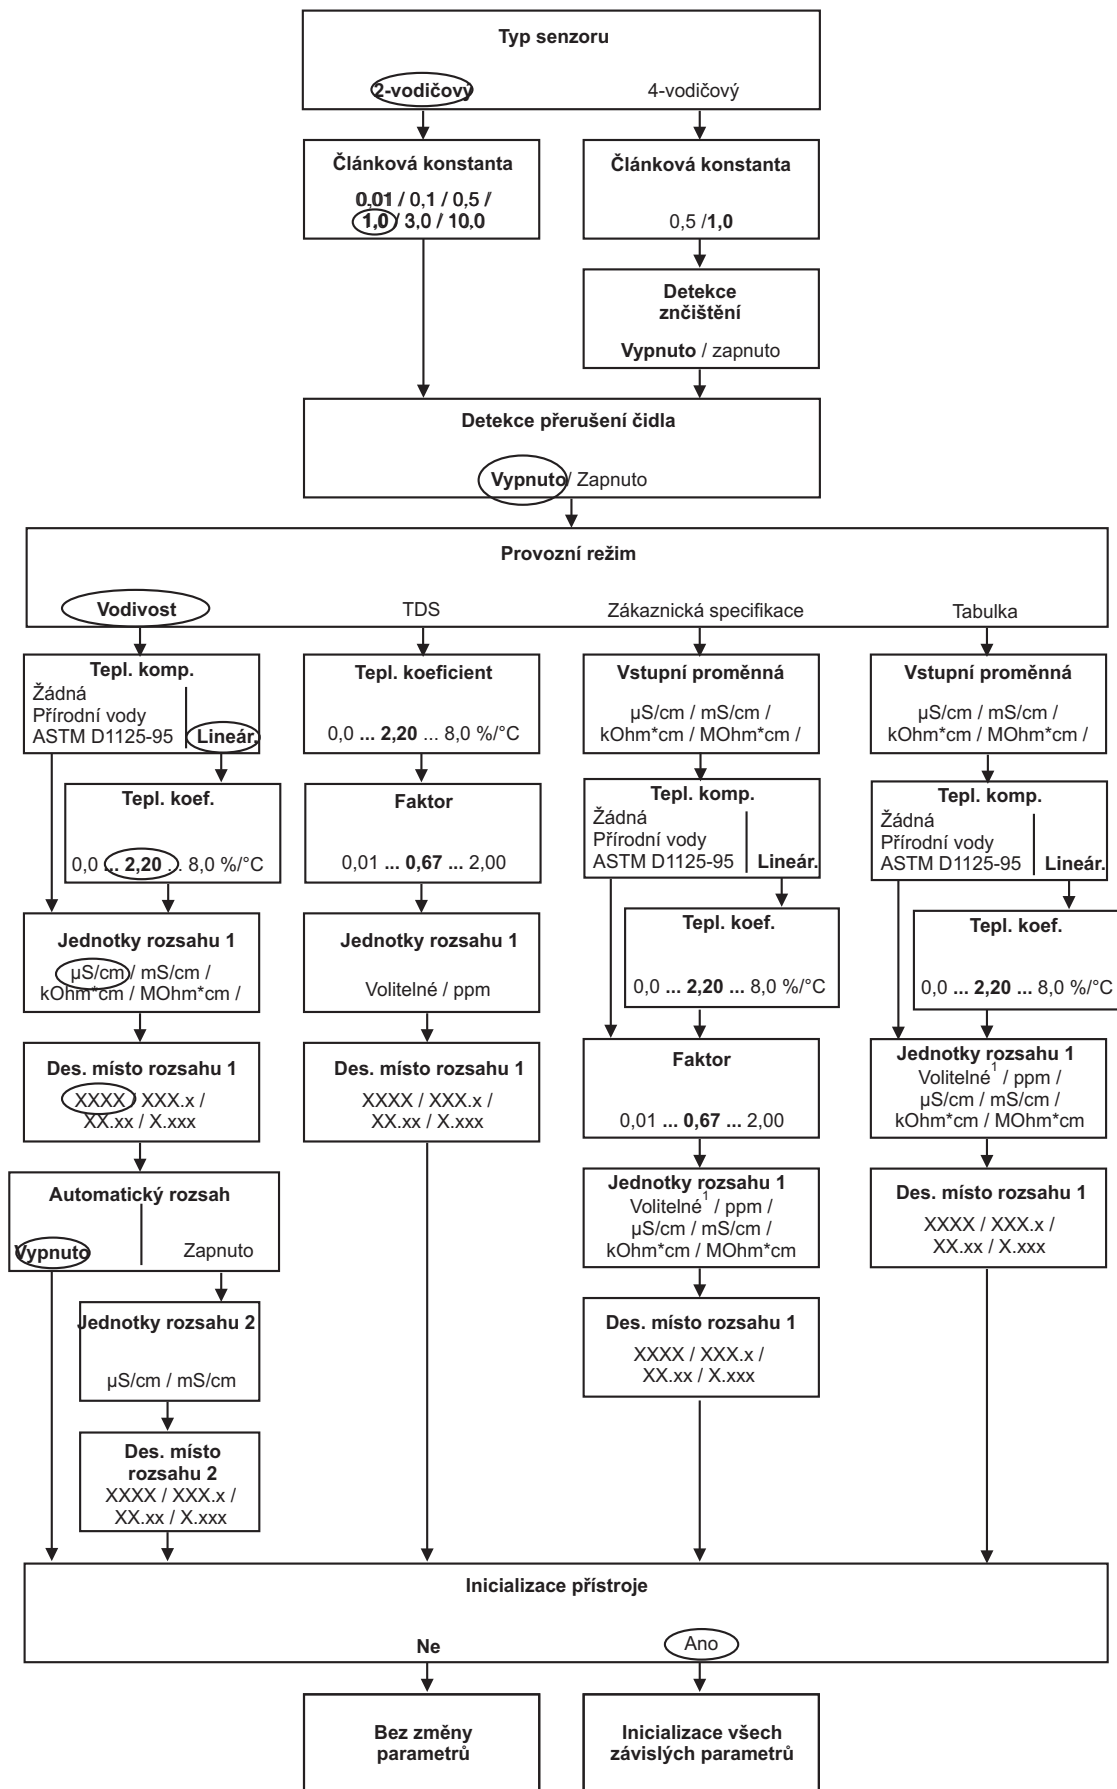 Typ senzoru
2-vodičový
4-vodičový
Článková konstanta
0,01 / 0,1 / 0,5 /
1,0 / 3,0 / 10,0
Článková konstanta
0,5 /1,0
Detekce
znčištění
Vypnuto / zapnuto
Detekce přerušení čidla
Vypnuto/ Zapnuto
Provozní režim
Vodivost
TDS
Zákaznická specifikace
Tabulka
Tepl. komp.
Žádná
Přírodní vody
ASTM D1125-95
Lineár.
Tepl. koef.
0,0 ... 2,20 ... 8,0 %/°C
Jednotky rozsahu 1
µS/cm / mS/cm /
kOhm*cm / MOhm*cm /
Des. místo rozsahu 1
XXXX / XXX.x /
XX.xx / X.xxx
Automatický rozsah
Vypnuto
Zapnuto
Jednotky rozsahu 2
µS/cm / mS/cm
Des. místo
rozsahu 2
XXXX / XXX.x /
XX.xx / X.xxx
Tepl. koeficient
0,0 ... 2,20 ... 8,0 %/°C
Faktor
0,01 ... 0,67 ... 2,00
Jednotky rozsahu 1
Volitelné / ppm
Des. místo rozsahu 1
XXXX / XXX.x /
XX.xx / X.xxx
Vstupní proměnná
µS/cm / mS/cm /
kOhm*cm / MOhm*cm /
Tepl. komp.
Žádná
Přírodní vody
ASTM D1125-95
Lineár.
Tepl. koef.
0,0 ... 2,20 ... 8,0 %/°C
Faktor
0,01 ... 0,67 ... 2,00
Jednotky rozsahu 1
Volitelné¹ / ppm /
µS/cm / mS/cm /
kOhm*cm / MOhm*cm
Des. místo rozsahu 1
XXXX / XXX.x /
XX.xx / X.xxx
Vstupní proměnná
µS/cm / mS/cm /
kOhm*cm / MOhm*cm /
Tepl. komp.
Žádná
Přírodní vody
ASTM D1125-95
Lineár.
Tepl. koef.
0,0 ... 2,20 ... 8,0 %/°C
Jednotky rozsahu 1
Volitelné¹ / ppm /
µS/cm / mS/cm /
kOhm*cm / MOhm*cm
Des. místo rozsahu 1
XXXX / XXX.x /
XX.xx / X.xxx
Inicializace přístroje
Ne
Ano
Bez změny
parametrů
Inicializace všech
závislých parametrů